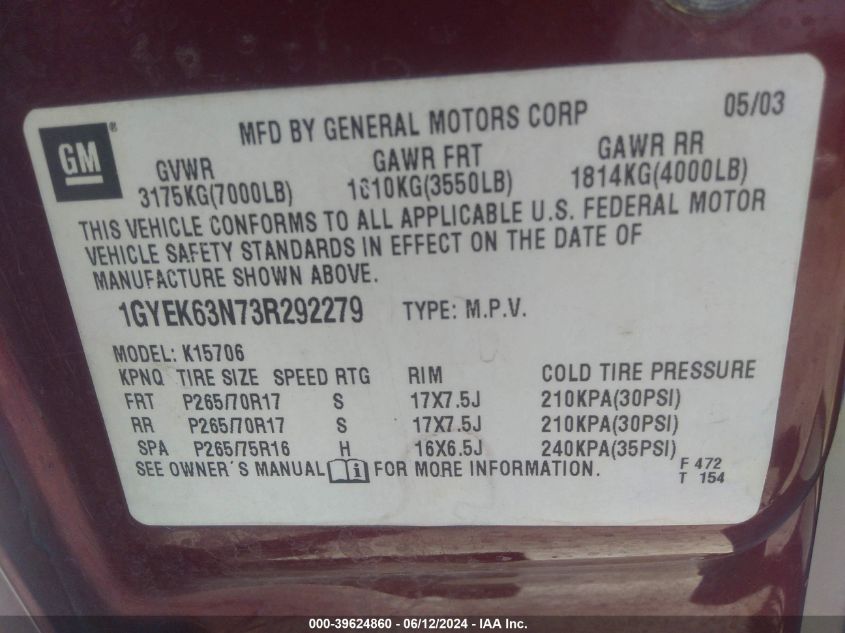 GM®
MFD BY GENERAL MOTORS CORP 05/03
GVWR GAWR FRT GAWR RR
3175KG(7000LB) 1610KG(3550LB) 1814KG(4000LB)
THIS VEHICLE CONFORMS TO ALL APPLICABLE U.S. FEDERAL MOTOR
VEHICLE SAFETY STANDARDS IN EFFECT ON THE DATE OF
MANUFACTURE SHOWN ABOVE.
1GYEK63N73R292279 TYPE: M.P.V.
MODEL: K15706
KPNQ TIRE SIZE SPEED RTG RIM COLD TIRE PRESSURE
FRT P265/70R17 S 17X7.5J 210KPA(30PSI)
RR P265/70R17 S 17X7.5J 210KPA(30PSI)
SPA P265/75R16 H 16X6.5J 240KPA(35PSI)
SEE OWNER´S MANUAL i FOR MORE INFORMATION. F 472
T 154
000-39624860 - 06/12/2024 - IAA Inc.